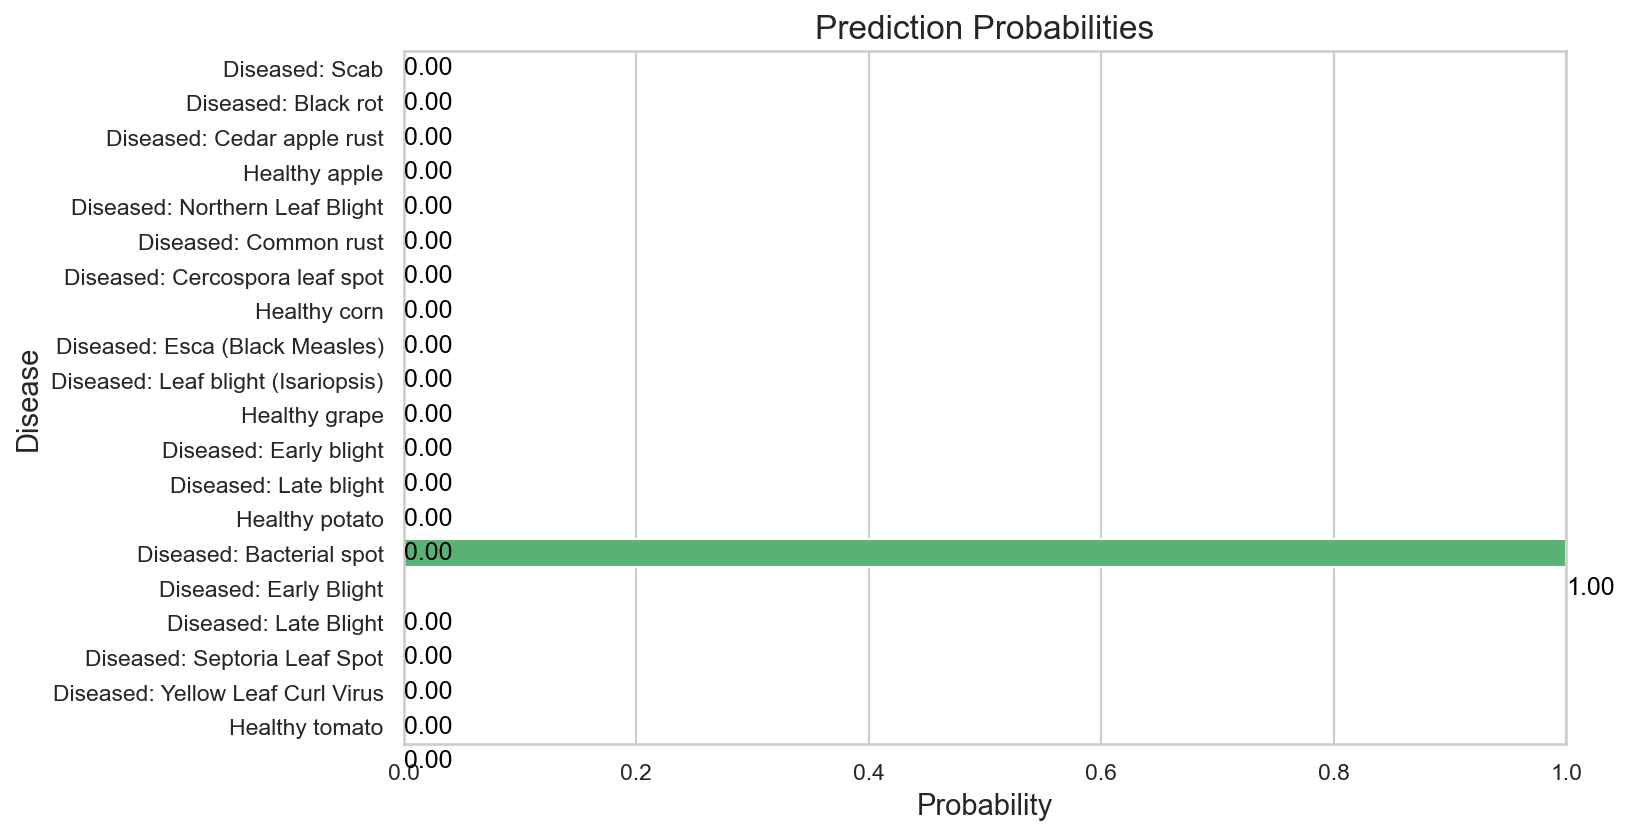 Prediction Probabilities
Diseased: Scab 0.00
Diseased: Black rot 0.00
Diseased: Cedar apple rust 0.00
Healthy apple 0.00
Diseased: Northern Leaf Blight 0.00
Diseased: Common rust 0.00
Diseased: Cercospora leaf spot 0.00
Healthy corn 0.00
Diseased: Esca (Black Measles) 0.00
Diseased: Leaf blight (Isariopsis) 0.00
Healthy grape 0.00
Diseased: Early blight 0.00
Diseased: Late blight 0.00
Healthy potato 0.00
Diseased: Bacterial spot 0.00
Diseased: Early Blight 1.00
Diseased: Late Blight 0.00
Diseased: Septoria Leaf Spot 0.00
Diseased: Yellow Leaf Curl Virus 0.00
Healthy tomato 0.00
0.00
0.0 0.2 0.4 0.6 0.8 1.0
Probability
Disease